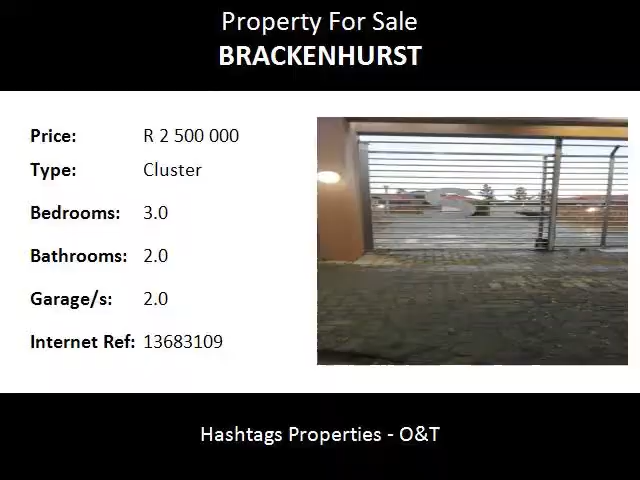 Property For Sale
BRACKENHURST
Price: R 2 500 000
Type: Cluster
Bedrooms: 3.0
Bathrooms: 2.0
Garage/s: 2.0
Internet Ref: 13683109
Hashtags Properties - O&T